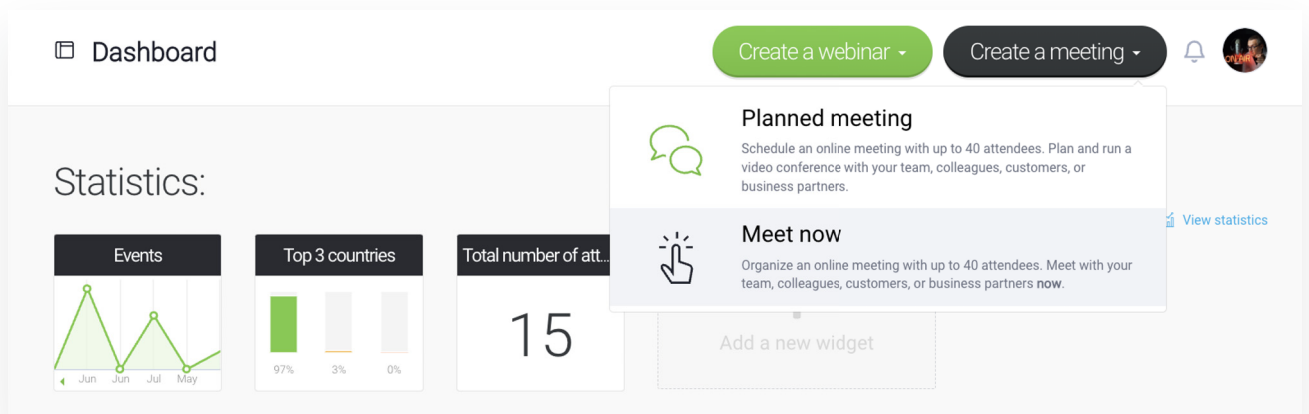 Dashboard
Create a webinar
Create a meeting
ON AIR
Planned meeting
Schedule an online meeting with up to 40 attendees. Plan and run a
video conference with your team, colleagues, customers, or
business partners.
Meet now
Organize an online meeting with up to 40 attendees. Meet with your
team, colleagues, customers, or business partners now.
Statistics:
View statistics
Events
Jun Jun Jul May
Top 3 countries
97% 3% 0%
Total number of att...
15
Add a new widget